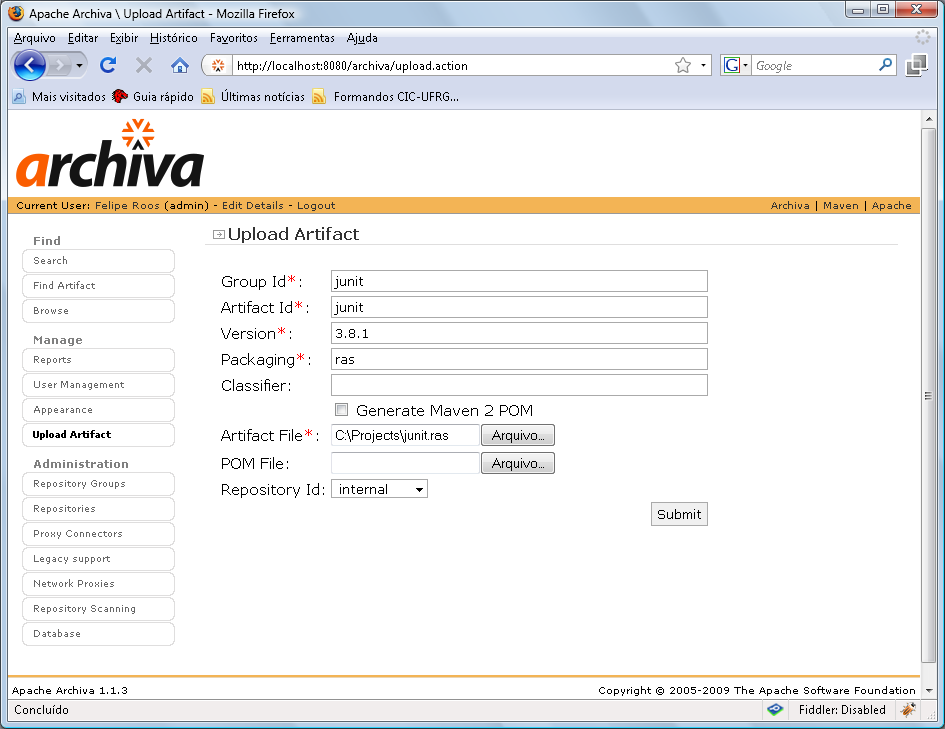 Apache Archiva \ Upload Artifact - Mozilla Firefox
Arquivo Editar Exibir Histórico Favoritos Ferramentas Ajuda
http://localhost:8080/archiva/upload.action
G Google
Mais visitados Guia rápido Últimas notícias Formandos CIC-UFRG...
archiva
Current User: Felipe Roos (admin) - Edit Details - Logout
Archiva | Maven | Apache
Find
Search
Find Artifact
Browse
Manage
Reports
User Management
Appearance
Upload Artifact
Administration
Repository Groups
Repositories
Proxy Connectors
Legacy support
Network Proxies
Repository Scanning
Database
Upload Artifact
Group Id*: junit
Artifact Id*: junit
Version*: 3.8.1
Packaging*: ras
Classifier:
Generate Maven 2 POM
Artifact File*: C:\Projects\junit.ras Arquivo...
POM File: Arquivo...
Repository Id: internal
Submit
Apache Archiva 1.1.3
Copyright © 2005-2009 The Apache Software Foundation
Concluído
Fiddler: Disabled